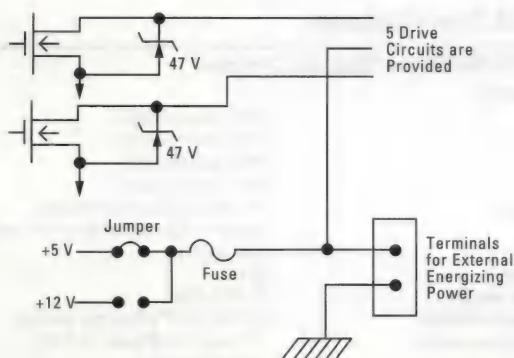 47 V
5 Drive
Circuits are
Provided
47 V
Jumper
+5 V
Fuse
+12 V
Terminals
for External
Energizing
Power